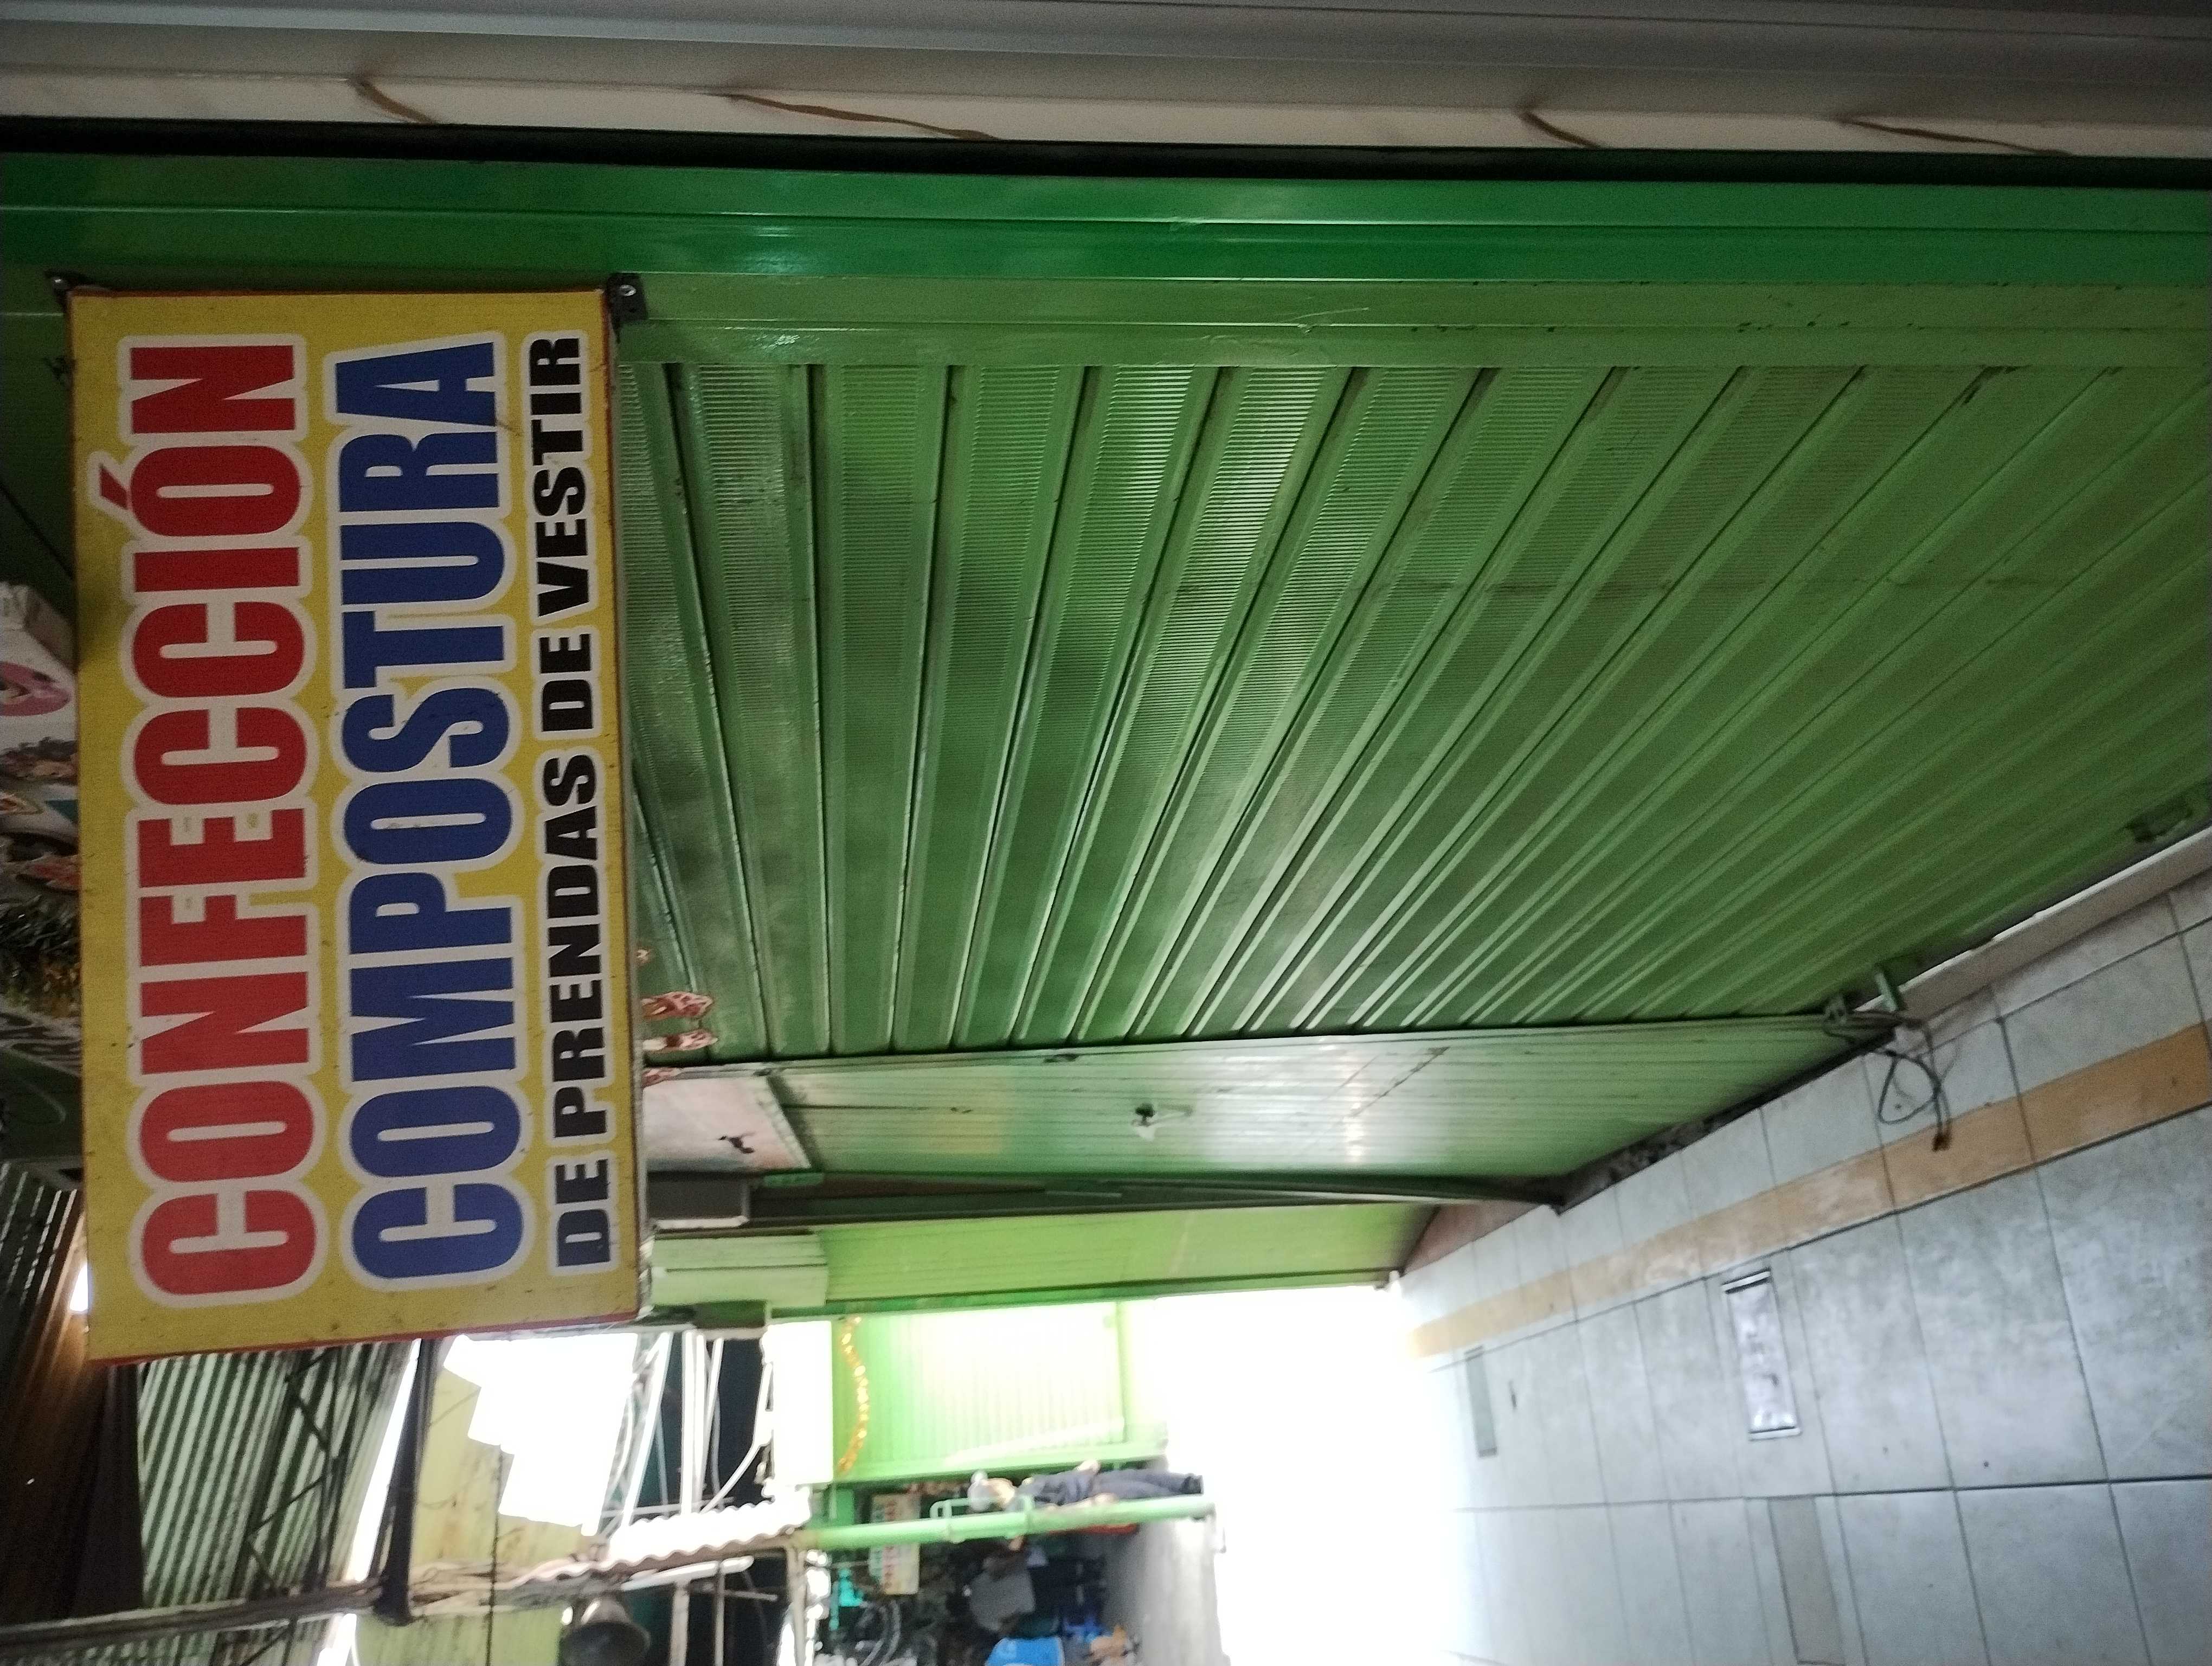 CONFECCIÓN
COMPOSTURA
DE PRENDAS DE VESTIR